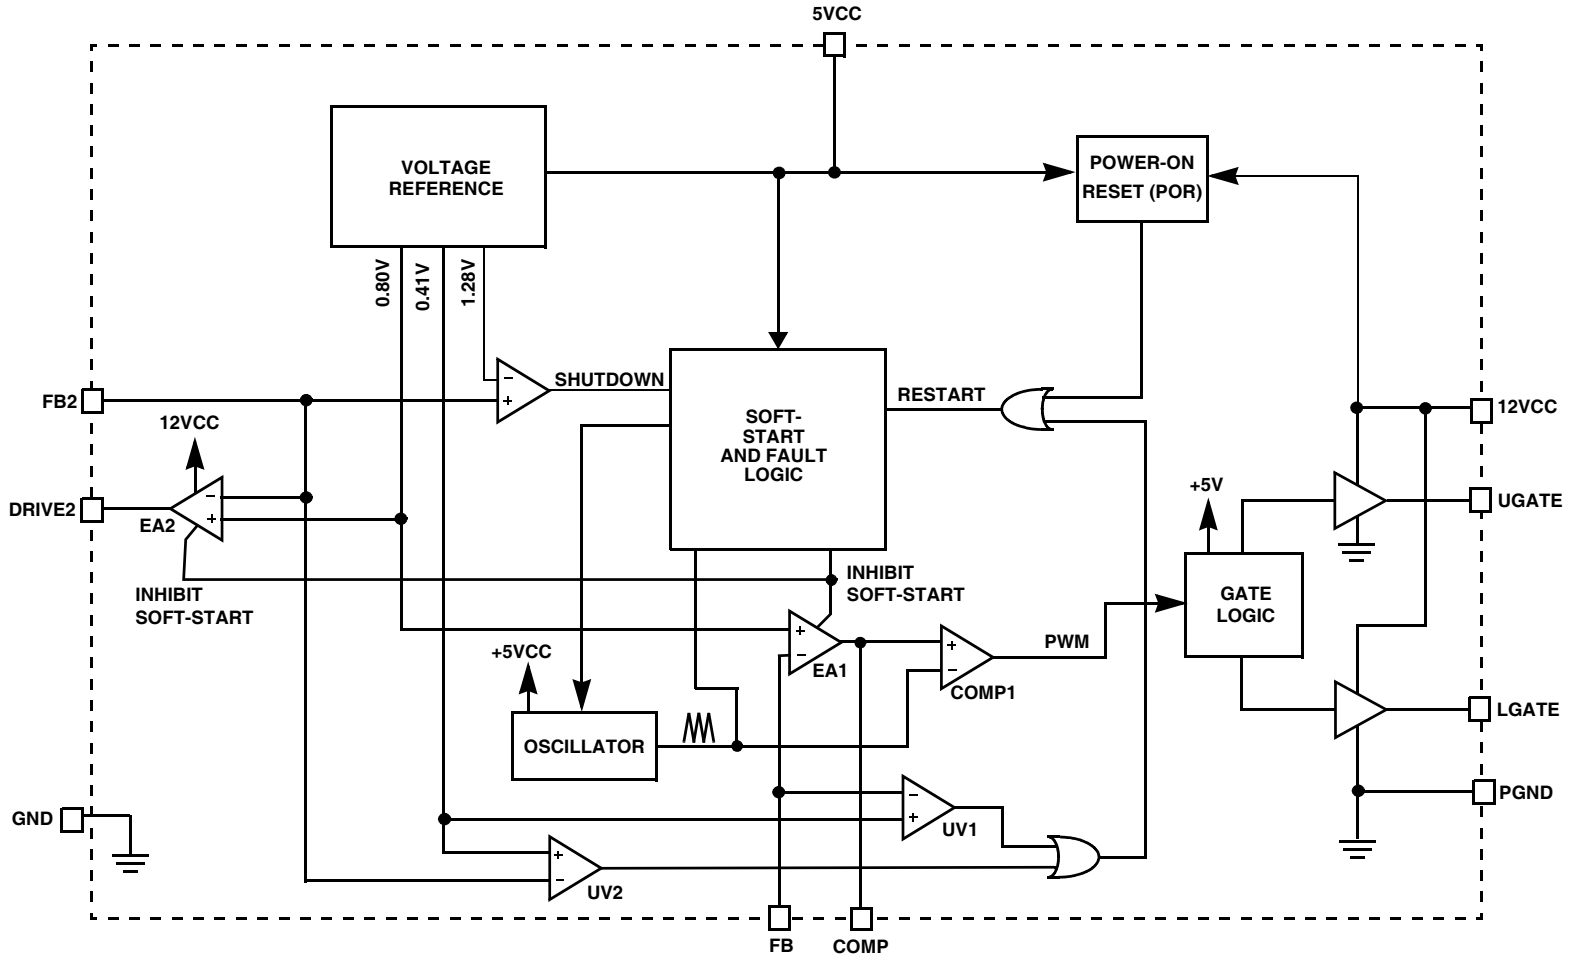 5VCC
VOLTAGE
REFERENCE
POWER-ON
RESET (POR)
0.80V
0.41V
1.28V
FB2
SHUTDOWN
-
+
RESTART
12VCC
12VCC
SOFT-
START
AND FAULT
LOGIC
DRIVE2
-
+
EA2
+5V
UGATE
INHIBIT
SOFT-START
INHIBIT
SOFT-START
GATE
LOGIC
+
-
EA1
+5VCC
PWM
+
-
COMP1
LGATE
OSCILLATOR
PGND
GND
-
+
UV1
+
-
UV2
FB
COMP